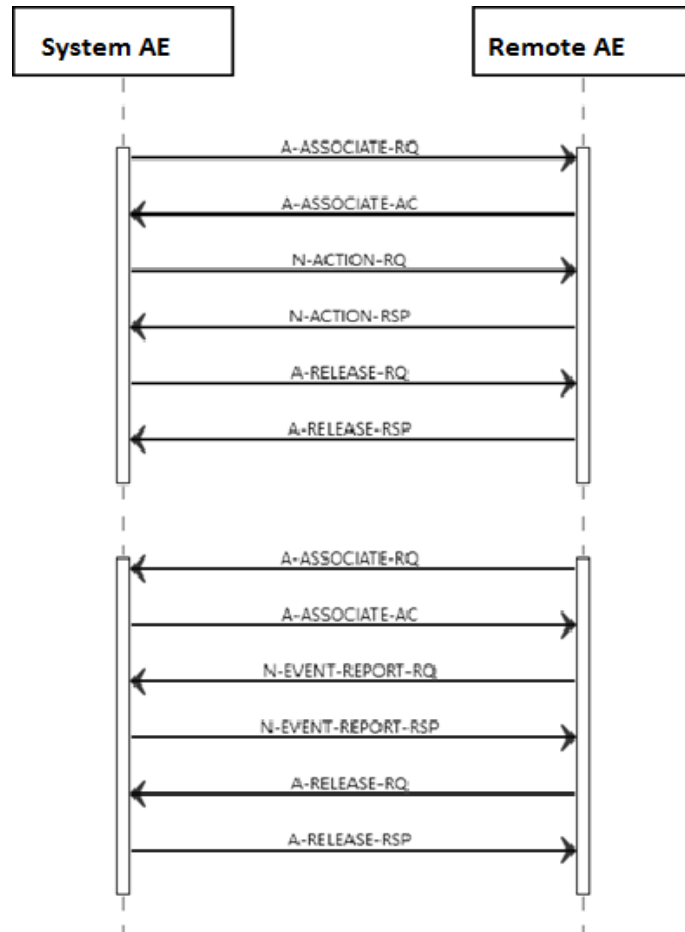 System AE
Remote AE
A-ASSOCIATE-RQ
A-ASSOCIATE-AC
N-ACTION-RQ
N-ACTION-RSP
A-RELEASE-RQ
A-RELEASE-RSP
A-ASSOCIATE-RQ
A-ASSOCIATE-AC
N-EVENT-REPORT-RQ
N-EVENT-REPORT-RSP
A-RELEASE-RQ
A-RELEASE-RSP